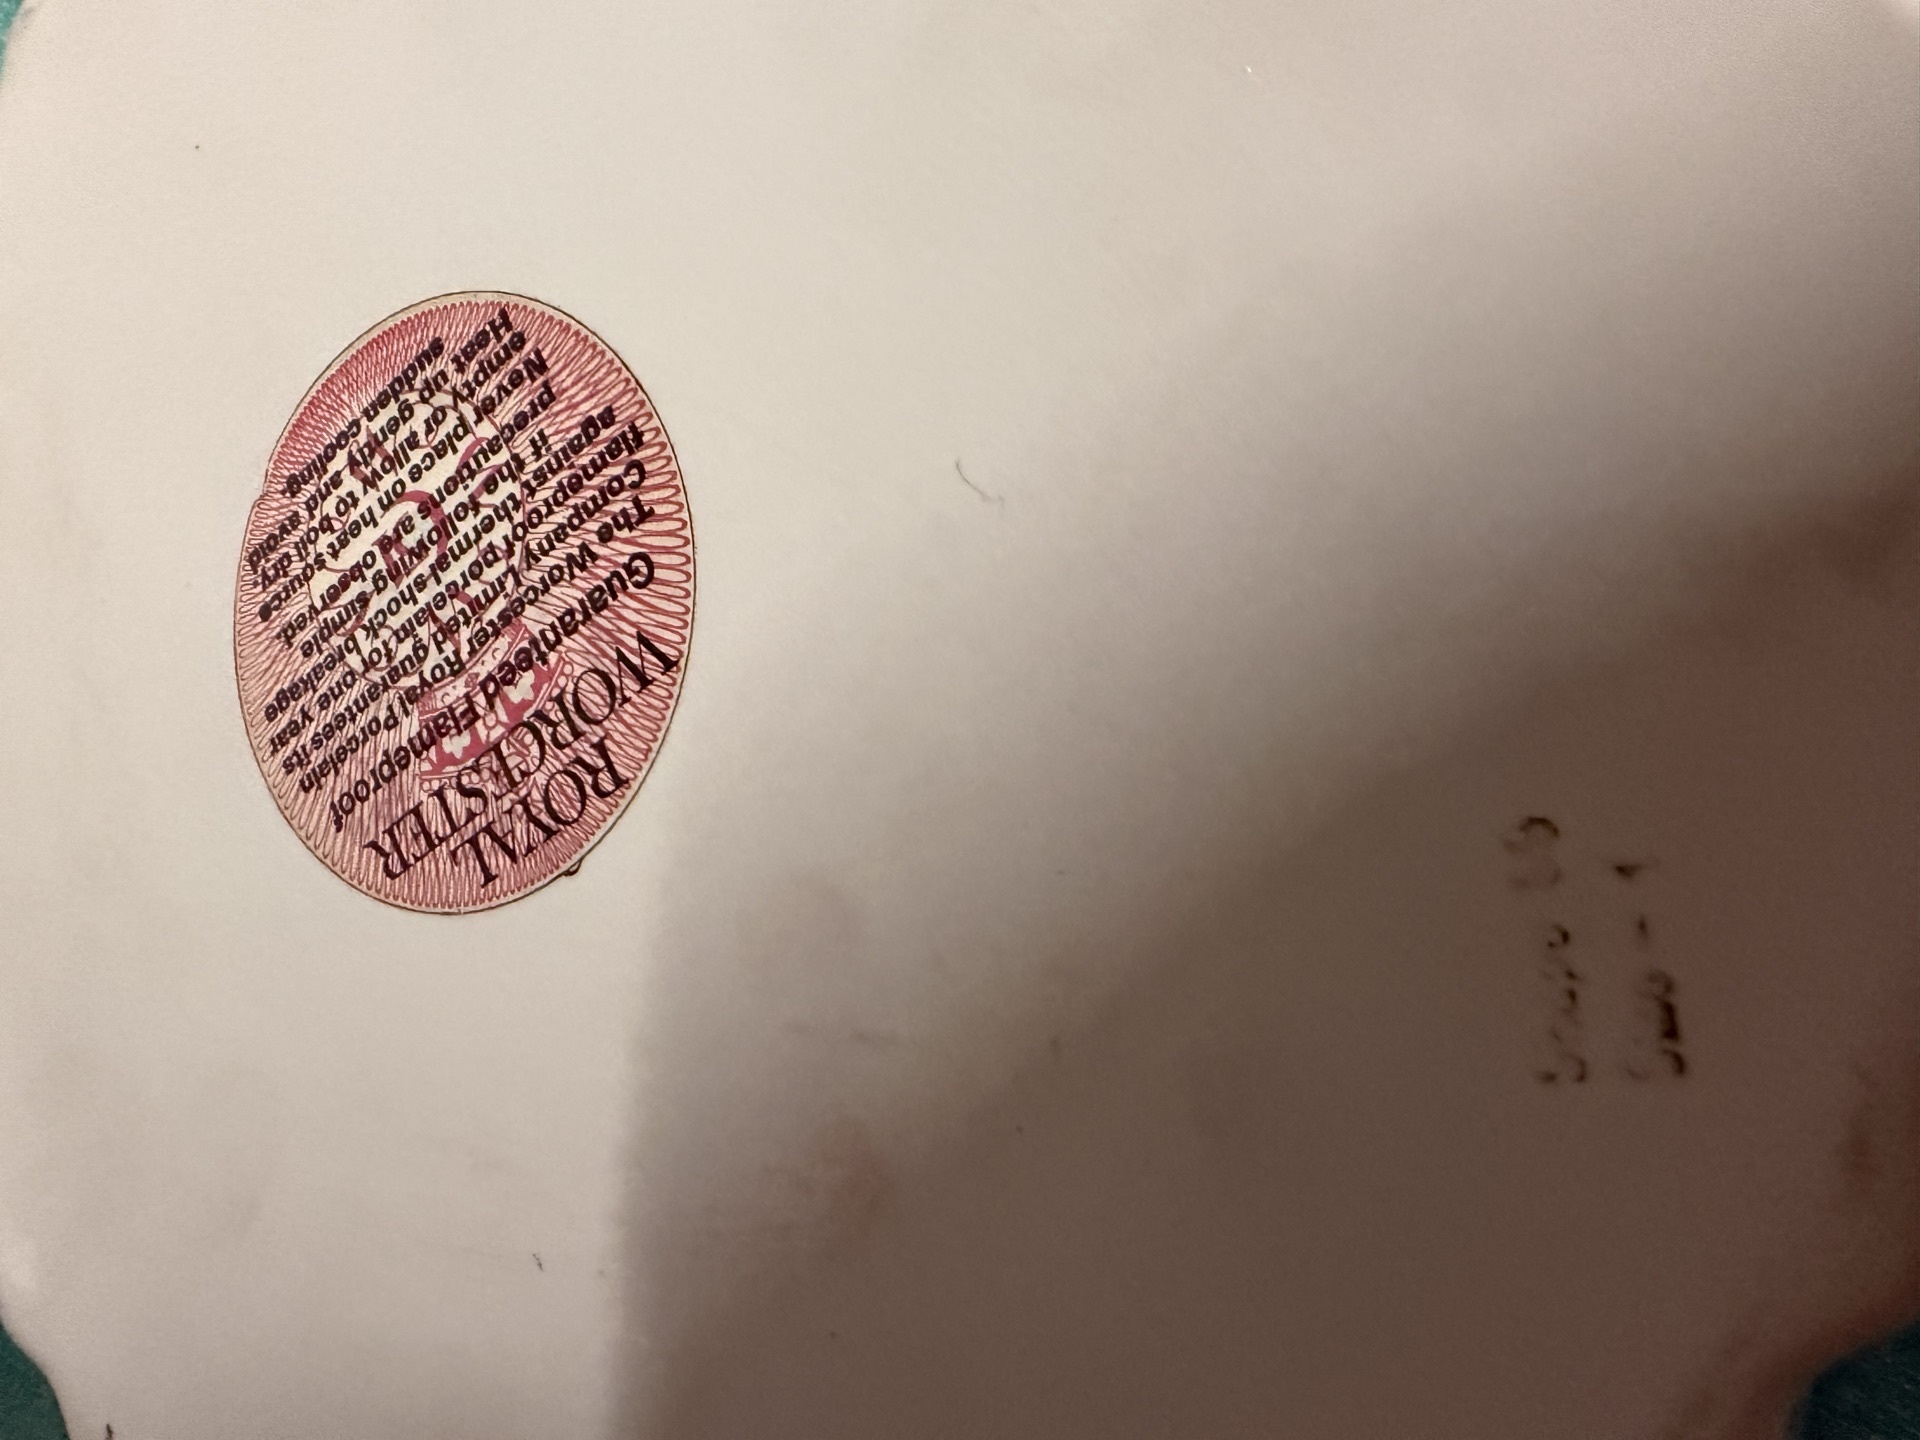 ROYAL
WORCESTER
Guaranteed Flameproof
The Worcester Royal Porcelain
Company Limited guarantees its
flameproof porcelain, for one year
against thermal shock breakage
if the following simple
precautions are observed.
Never place on heat source
empty or allow to boil dry.
Heat up gently and avoid
sudden cooling.